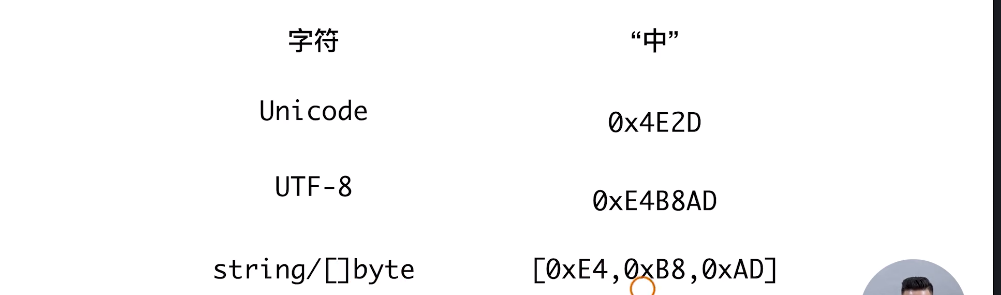 字符 “中”
Unicode 0x4E2D
UTF-8 0xE4B8AD
string/[]byte [0xE4,0xB8,0xAD]